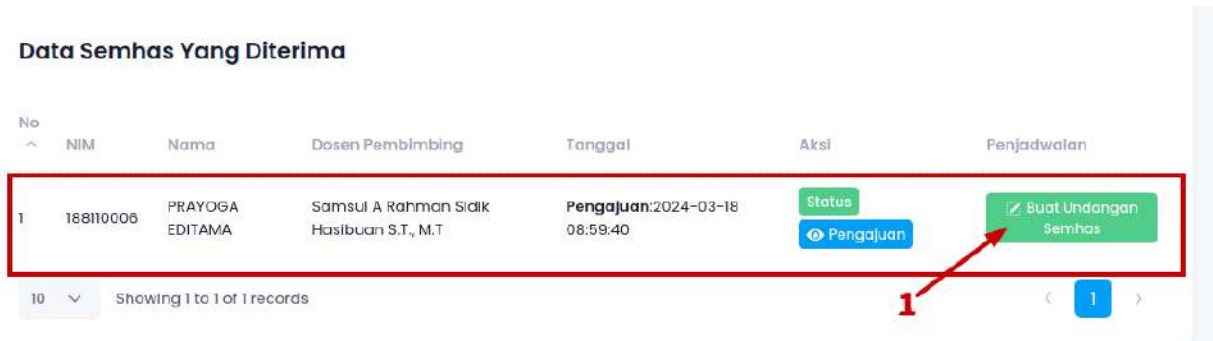 Data Semhas Yang Diterima
No
NIM Nama Dosen Pembimbing Tanggal Aksi Penjadwalan
1 188110006 PRAYOGA EDITAMA Samsul A Rahman Sidik Hasibuan S.T., M.T Pengajuan:2024-03-18 08:59:40 Status Pengajuan Buat Undangan Semhas
10 Showing 1 to 1 of 1 records 1
1